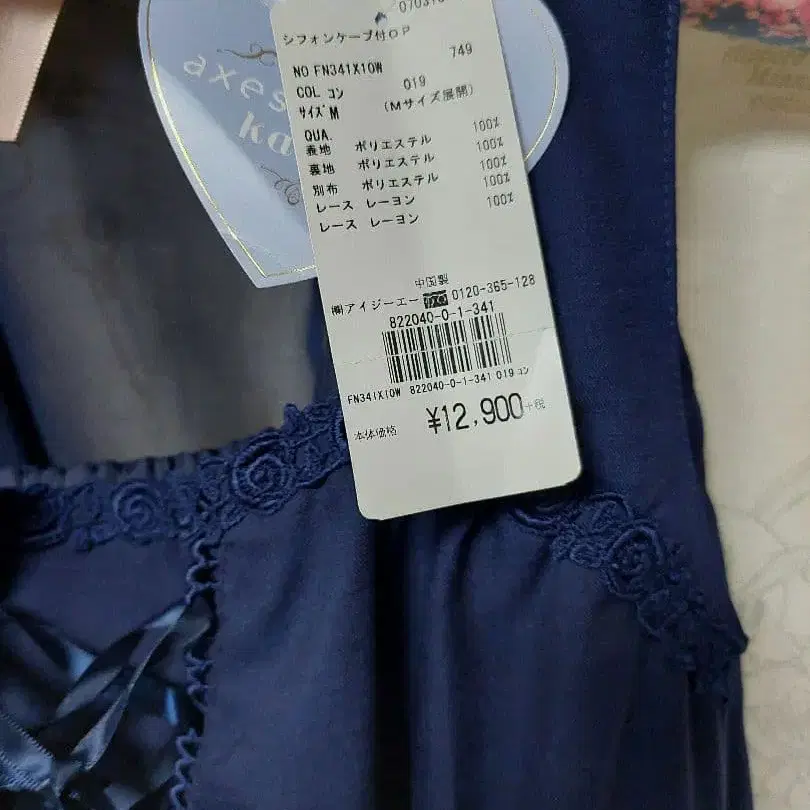 シフォンケープ付OP
749
NO FN341X10W
COL コン 019
サイズ M (Mサイズ展開)
QUA.
表地 ポリエステル 100%
裏地 ポリエステル 100%
別布 ポリエステル 100%
レース レーヨン 100%
レース レーヨン 100%
中国製
㈱アイジーエー 0120-365-128
822040-0-1-341
FN341X10W 822040-0-1-341 019 コン
本体価格 ¥12,900+税
axes
ka